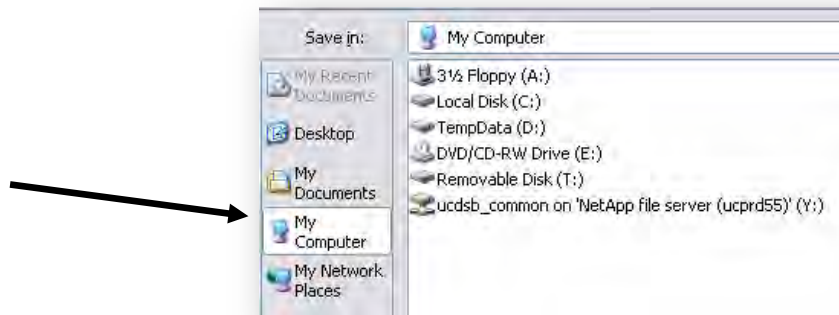 Save in:
My Computer
My Recent
Documents
Desktop
My
Documents
My
Computer
My Network
Places
3½ Floppy (A:)
Local Disk (C:)
TempData (D:)
DVD/CD-RW Drive (E:)
Removable Disk (T:)
ucdsb_common on 'NetApp file server (ucprd55)' (Y:)